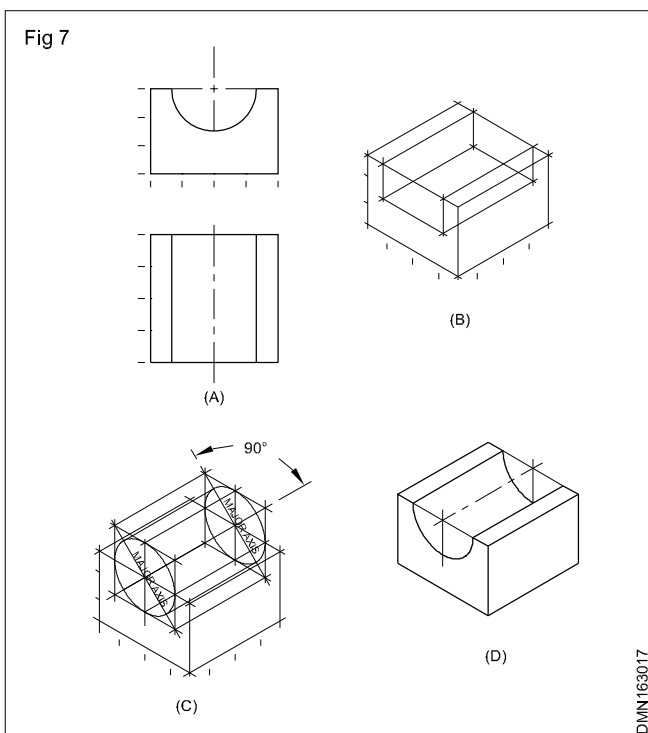 Fig 7
(A)
(B)
90°
MAJOR AXIS
MAJOR AXIS
(C)
(D)
DMN163017